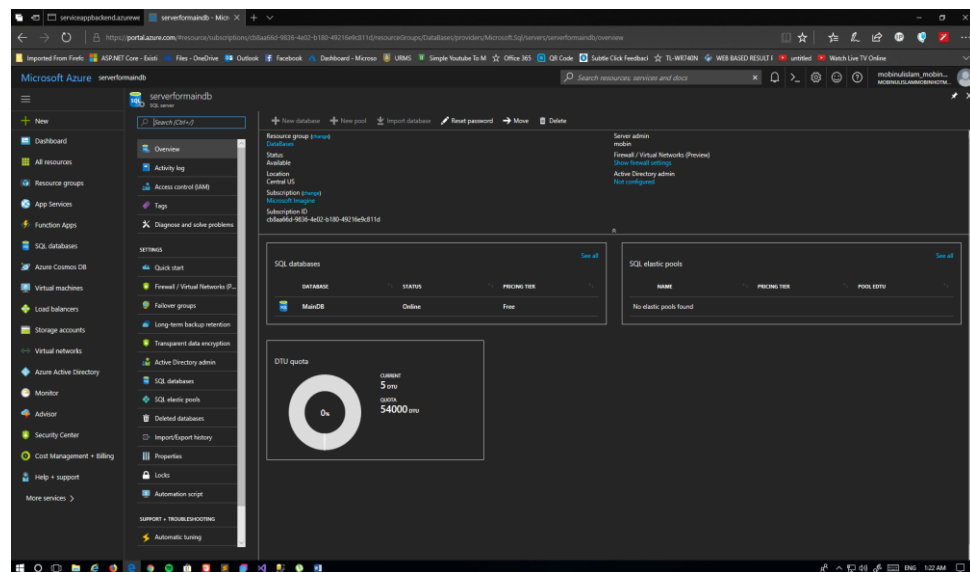 serviceappbackend.azurewe
serverformaindb - Micr
https://portal.azure.com/#resource/subscriptions/cb8aa66d-9836-4e02-b180-49216e9c811d/resourceGroups/DataBases/providers/Microsoft.Sql/servers/serverformaindb/overview
Imported From Firefo
ASP.NET Core - Existi
Files - OneDrive
Outlook
Facebook
Dashboard - Microso
URMS
Simple Youtube To M
Office 365
QR Code
Subtle Click Feedbacl
TL-WR740N
WEB BASED RESULT F
untitled
Watch Live TV Online
Microsoft Azure serverformaindb
Search resources, services and docs
mobinulislam_mobin...
serverformaindb
SQL server
New
Dashboard
All resources
Resource groups
App Services
Function Apps
SQL databases
Azure Cosmos DB
Virtual machines
Load balancers
Storage accounts
Virtual networks
Azure Active Directory
Monitor
Advisor
Security Center
Cost Management + Billing
Help + support
More services
Search (Ctrl+/)
Overview
Activity log
Access control (IAM)
Tags
Diagnose and solve problems
SETTINGS
Quick start
Firewall / Virtual Networks (P...
Failover groups
Long-term backup retention
Transparent data encryption
Active Directory admin
SQL databases
SQL elastic pools
Deleted databases
Import/Export history
Properties
Locks
Automation script
SUPPORT + TROUBLESHOOTING
Automatic tuning
New database
New pool
Import database
Reset password
Move
Delete
Resource group (change)
DataBases
Status
Available
Location
Central US
Subscription (change)
Microsoft Imagine
Subscription ID
cb8aa66d-9836-4e02-b180-49216e9c811d
Server admin
mobin
Firewall / Virtual Networks (Preview)
Show firewall settings
Active Directory admin
Not configured
SQL databases
See all
DATABASE STATUS PRICING TIER
MainDB Online Free
SQL elastic pools
See all
NAME PRICING TIER POOL EDTU
No elastic pools found
DTU quota
0%
CURRENT
5 DTU
QUOTA
54000 DTU
ENG 1:22 AM